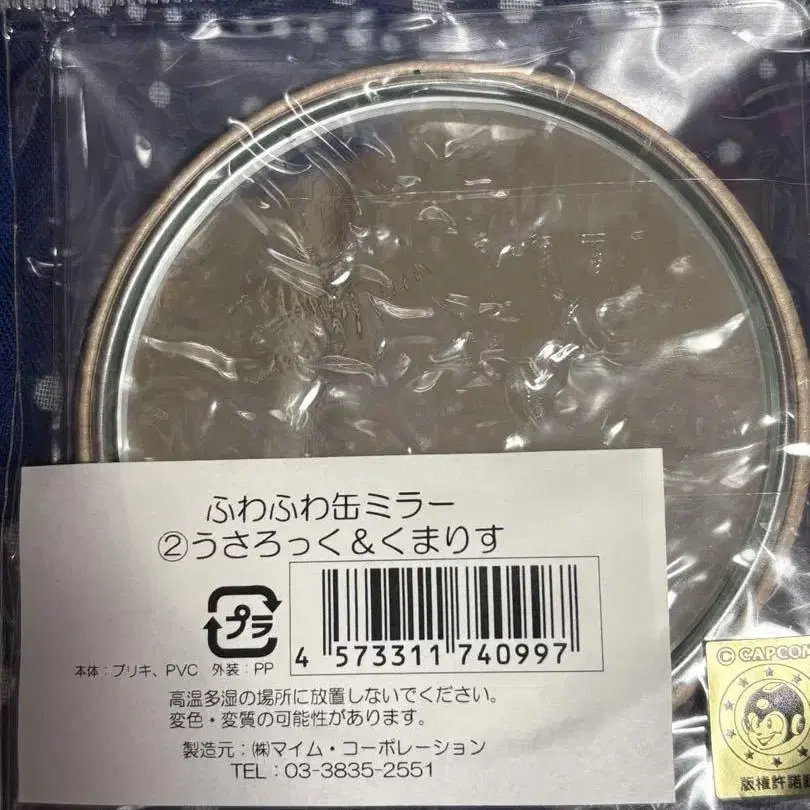 ふわふわ缶ミラー
②うさろっく&くまりす
プラ
4 573311 740997
本体:ブリキ、PVC 外装:PP
高温多湿の場所に放置しないでください。
変色・変質の可能性があります。
製造元:㈱マイム・コーポレーション
TEL:03-3835-2551
© CAPCOM
版権許諾